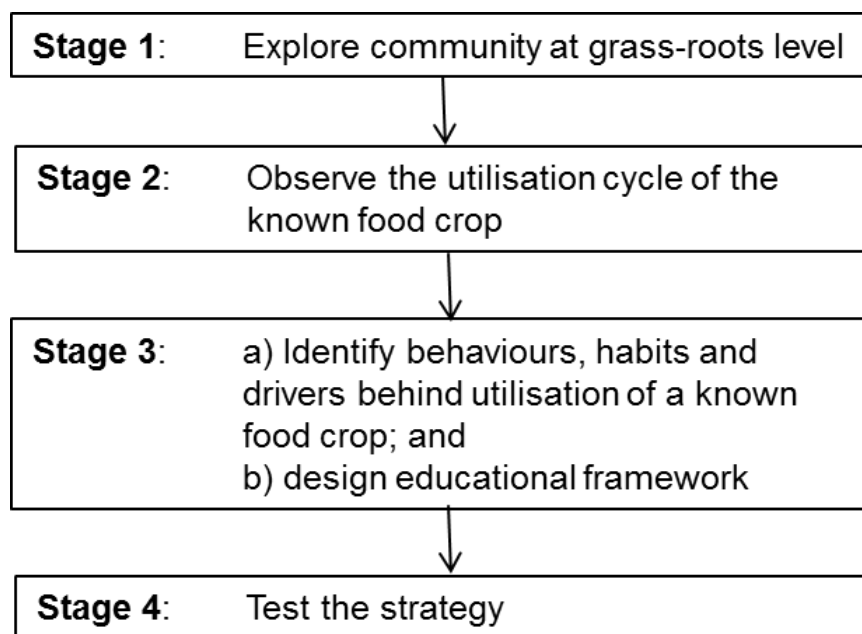 Stage 1: Explore community at grass-roots level
Stage 2: Observe the utilisation cycle of the
known food crop
Stage 3: a) Identify behaviours, habits and
drivers behind utilisation of a known
food crop; and
b) design educational framework
Stage 4: Test the strategy